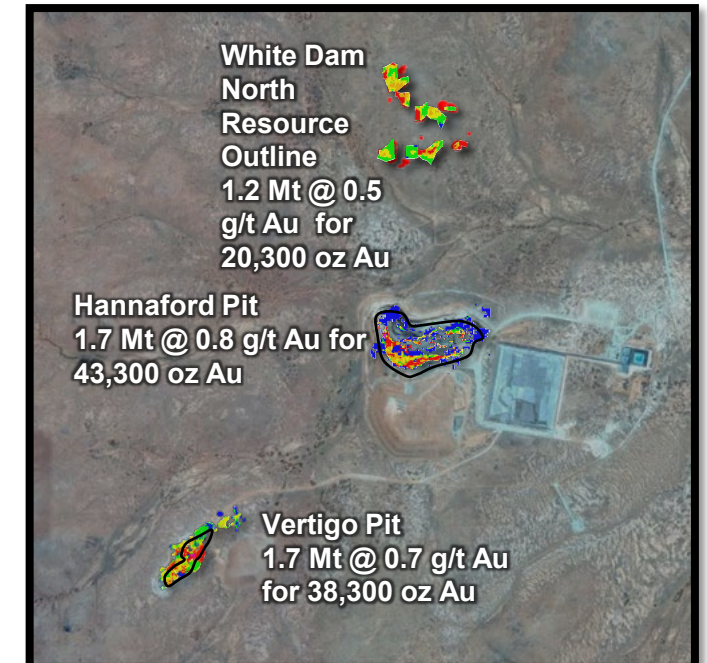 White Dam
North
Resource
Outline
1.2 Mt @ 0.5
g/t Au for
20,300 oz Au
Hannaford Pit
1.7 Mt @ 0.8 g/t Au for
43,300 oz Au
Vertigo Pit
1.7 Mt @ 0.7 g/t Au
for 38,300 oz Au